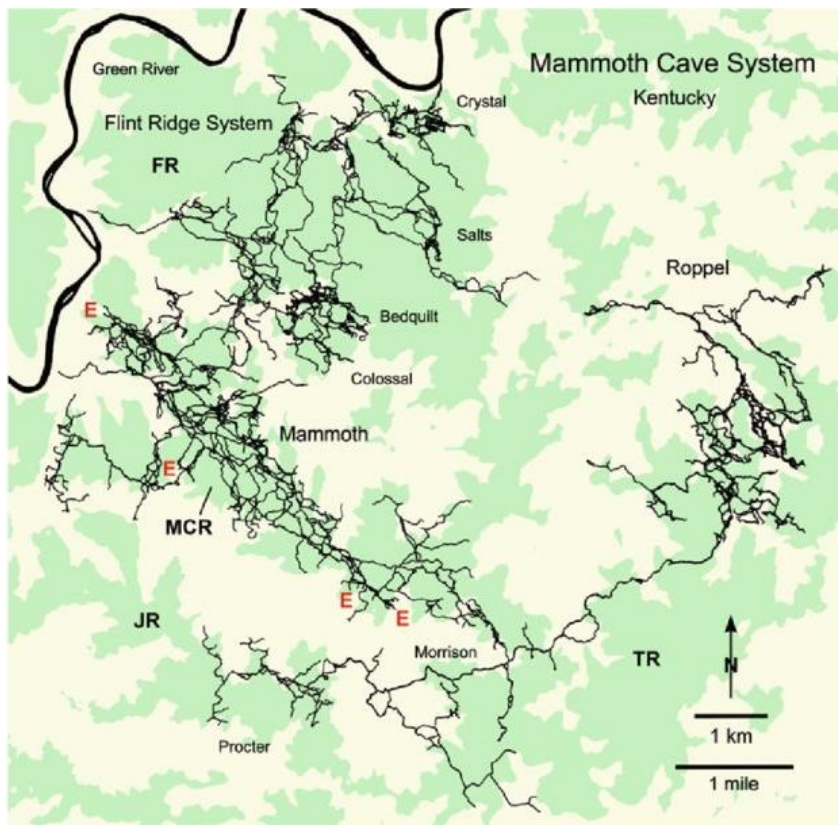 Mammoth Cave System
Kentucky
Green River
Crystal
Flint Ridge System
FR
Salts
Roppel
E
Bedquilt
Colossal
Mammoth
E
MCR
E
E
JR
Morrison
TR
N
Procter
1 km
1 mile